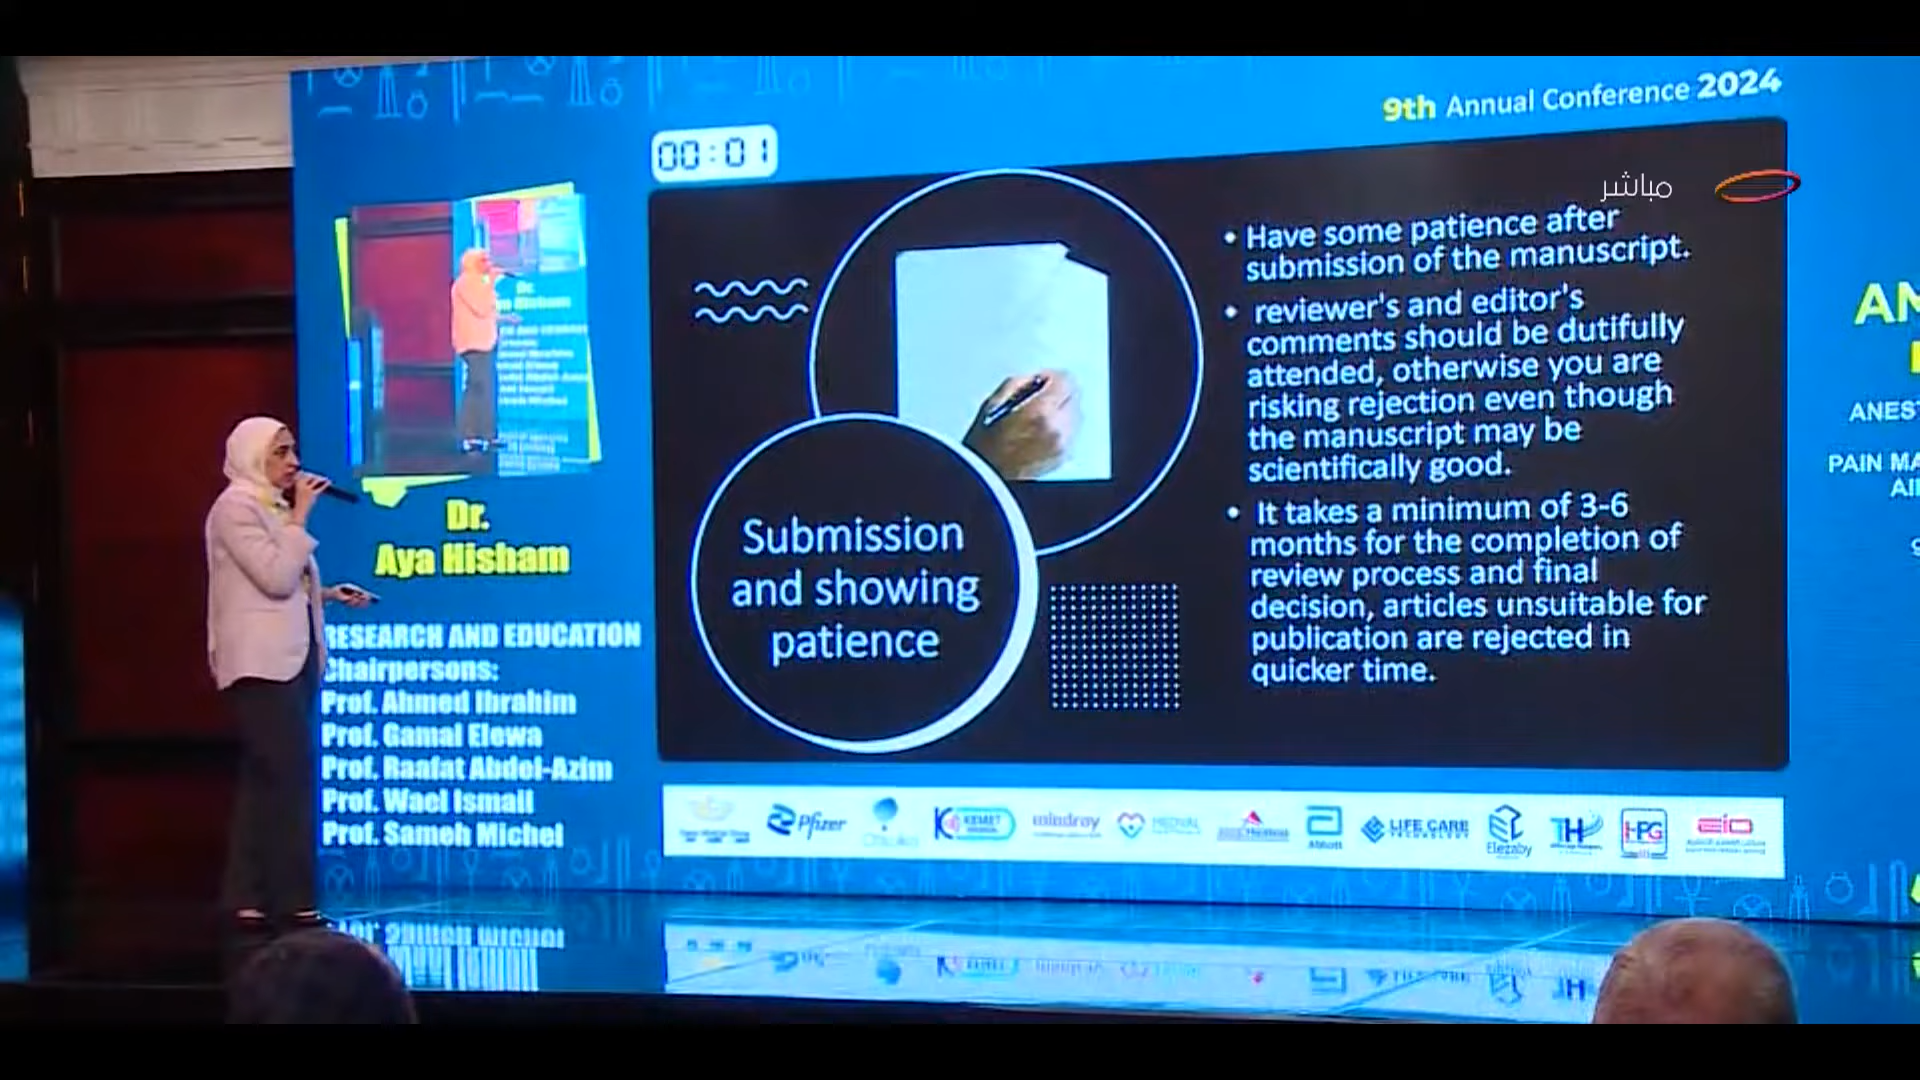 9th Annual Conference 2024
00:01
مباشر
Dr.
Aya Hisham
RESEARCH AND EDUCATION
Chairpersons:
Prof. Ahmed Ibrahim
Prof. Gamal Elewa
Prof. Raafat Abdel-Azim
Prof. Wael Ismail
Prof. Sameh Michel
Submission
and showing
patience
• Have some patience after
submission of the manuscript.
• reviewer's and editor's
comments should be dutifully
attended, otherwise you are
risking rejection even though
the manuscript may be
scientifically good.
• It takes a minimum of 3-6
months for the completion of
review process and final
decision, articles unsuitable for
publication are rejected in
quicker time.
Pfizer
KEMET
mindray
Abbott
LIFE CARE
Elezaby
HPG
EIO
PAIN MA